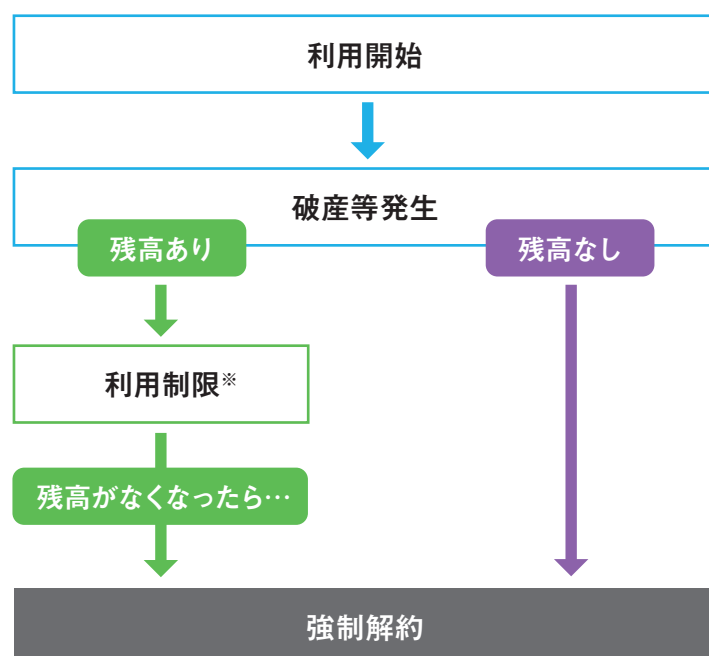 利用開始
破産等発生
残高あり
残高なし
利用制限※
残高がなくなったら…
強制解約